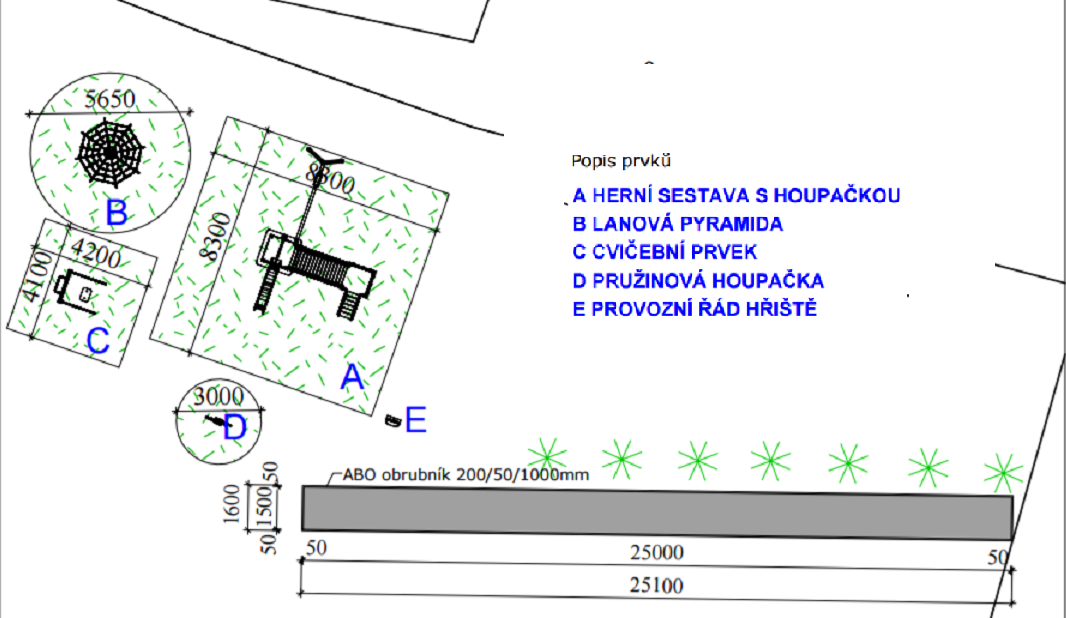 5650
B
8300
8300
A
4200
4100
C
3000
D
E
Popis prvků
A HERNÍ SESTAVA S HOUPAČKOU
B LANOVÁ PYRAMIDA
C CVIČEBNÍ PRVEK
D PRUŽINOVÁ HOUPAČKA
E PROVOZNÍ ŘÁD HŘIŠTĚ
ABO obrubník 200/50/1000mm
50
1600
1500
50
50
25000
50
25100